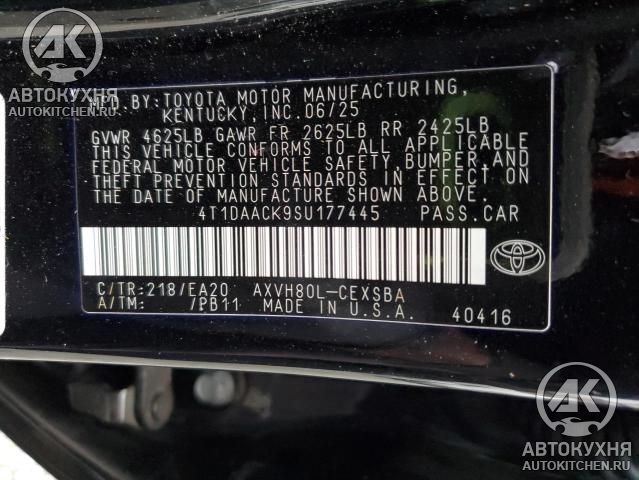 АК
АВТОКУХНЯ
AUTOKITCHEN.RU
MFD. BY: TOYOTA MOTOR MANUFACTURING,
KENTUCKY, INC. 06/25
GVWR 4625LB GAWR FR 2625LB RR 2425LB
THIS VEHICLE CONFORMS TO ALL APPLICABLE
FEDERAL MOTOR VEHICLE SAFETY, BUMPER, AND
THEFT PREVENTION STANDARDS IN EFFECT ON
THE DATE OF MANUFACTURE SHOWN ABOVE.
4T1DAACK9SU177445 PASS.CAR
C/TR:218/EA20 AXVH80L-CEXSBA
A/TM: /PB11 MADE IN U.S.A. 40416
АК
АВТОКУХНЯ
AUTOKITCHEN.RU